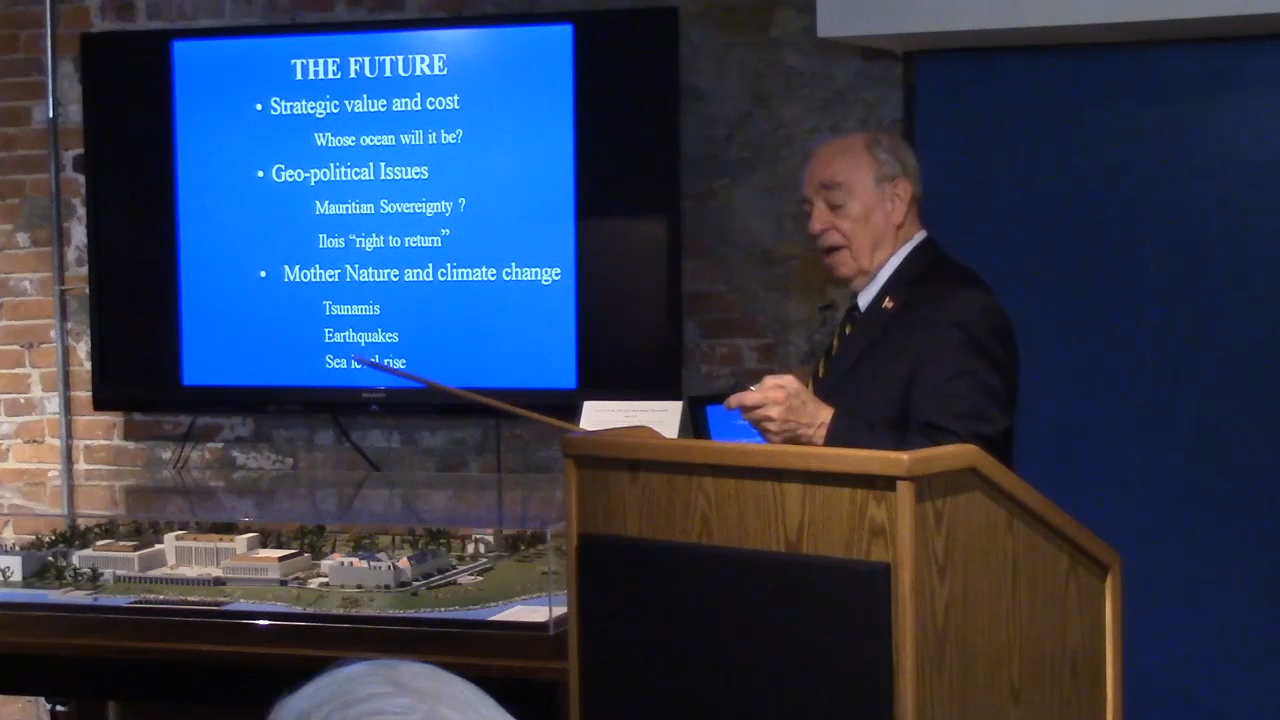 THE FUTURE
• Strategic value and cost
Whose ocean will it be?
• Geo-political Issues
Mauritian Sovereignty ?
Ilois “right to return”
• Mother Nature and climate change
Tsunamis
Earthquakes
Sea level rise
SHARP